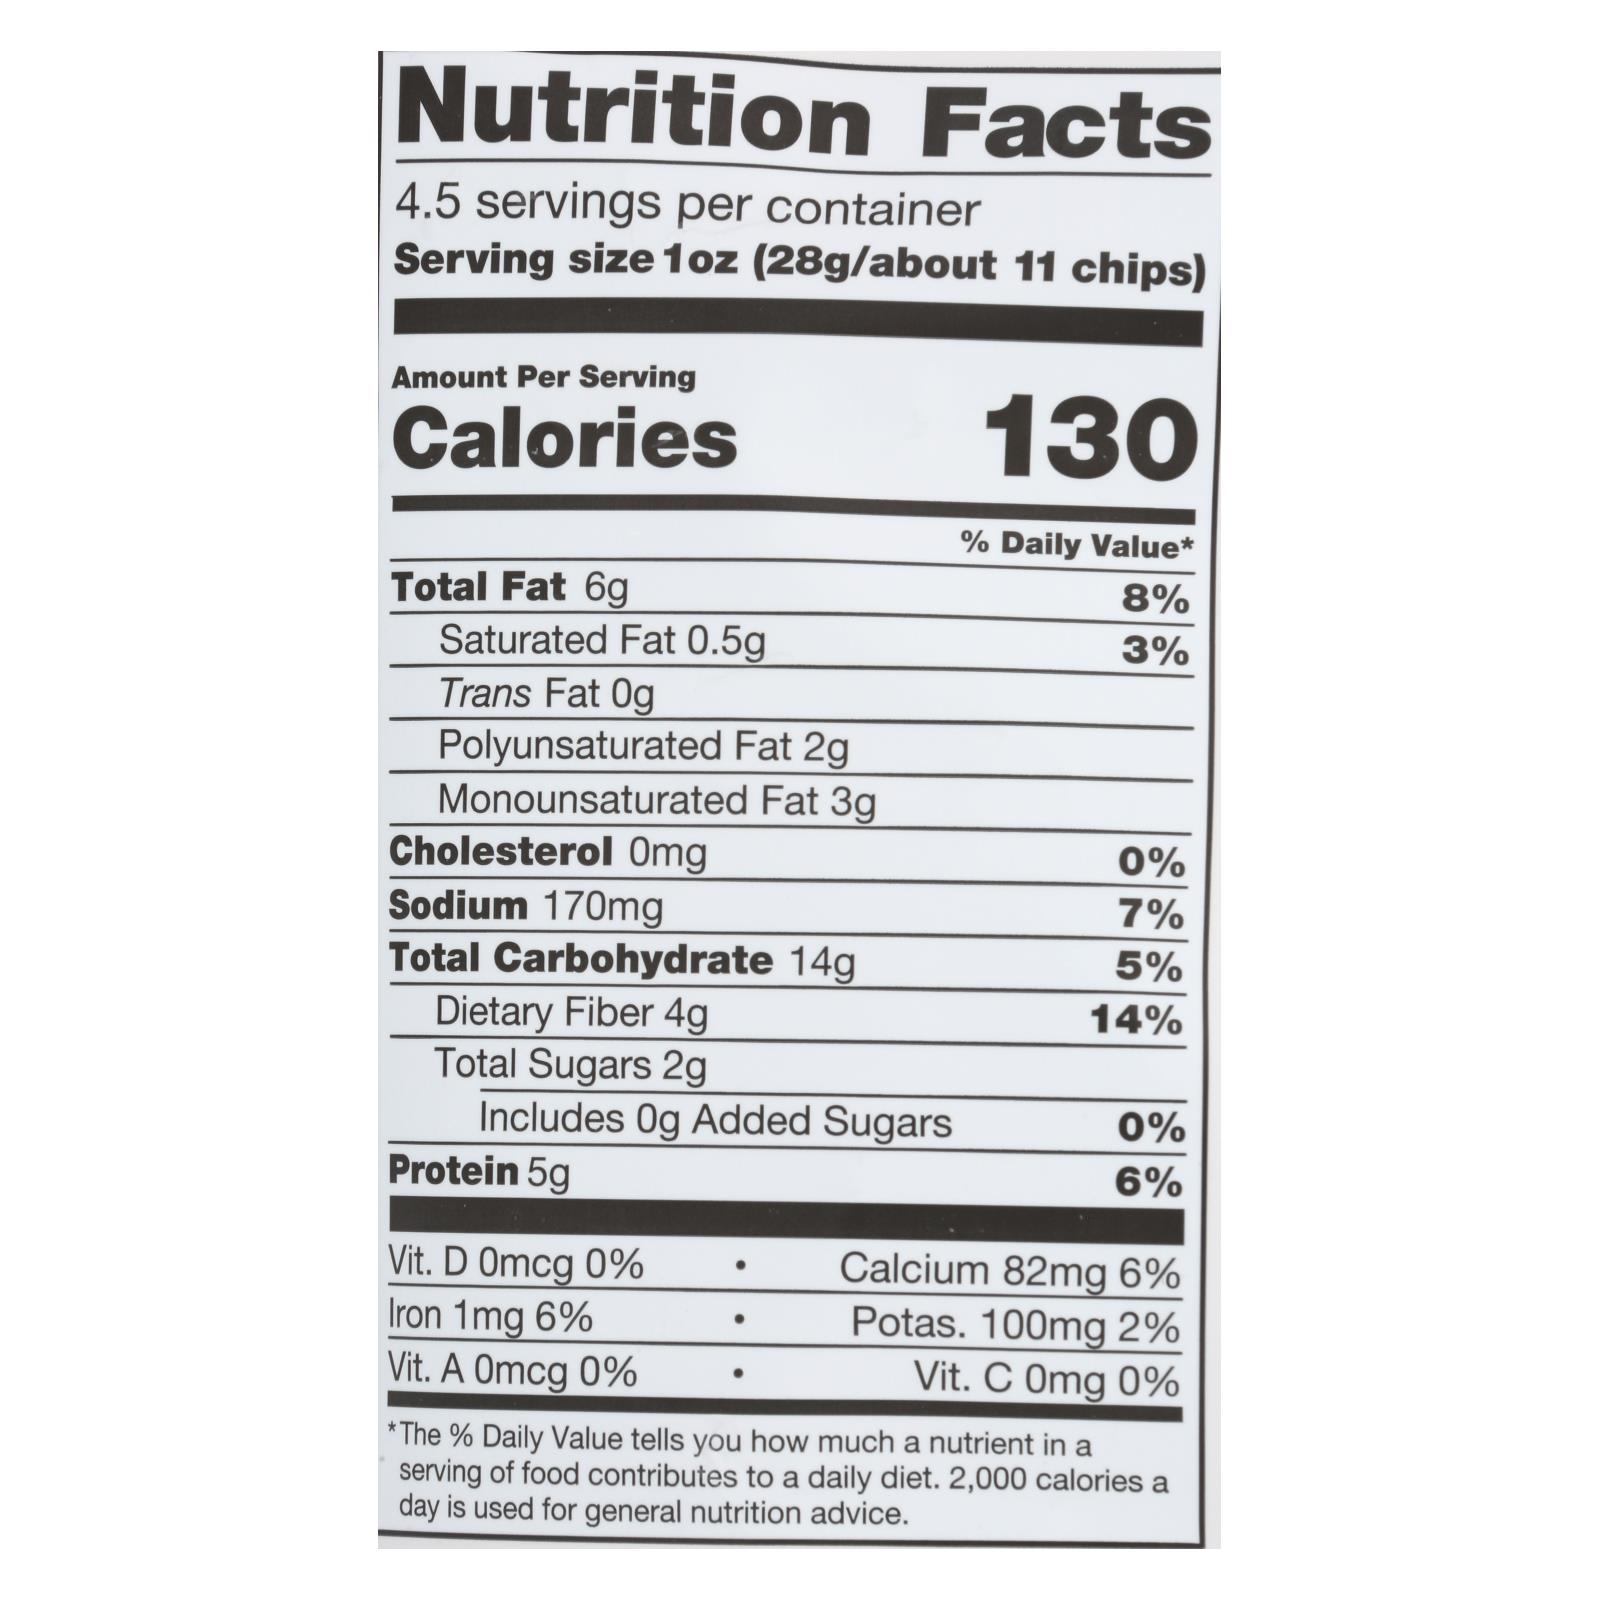 Nutrition Facts
4.5 servings per container
Serving size 1oz (28g/about 11 chips)
Amount Per Serving
Calories 130
% Daily Value*
Total Fat 6g 8%
Saturated Fat 0.5g 3%
Trans Fat 0g
Polyunsaturated Fat 2g
Monounsaturated Fat 3g
Cholesterol 0mg 0%
Sodium 170mg 7%
Total Carbohydrate 14g 5%
Dietary Fiber 4g 14%
Total Sugars 2g
Includes 0g Added Sugars 0%
Protein 5g 6%
Vit. D 0mcg 0% • Calcium 82mg 6%
Iron 1mg 6% • Potas. 100mg 2%
Vit. A 0mcg 0% • Vit. C 0mg 0%
*The % Daily Value tells you how much a nutrient in a
serving of food contributes to a daily diet. 2,000 calories a
day is used for general nutrition advice.